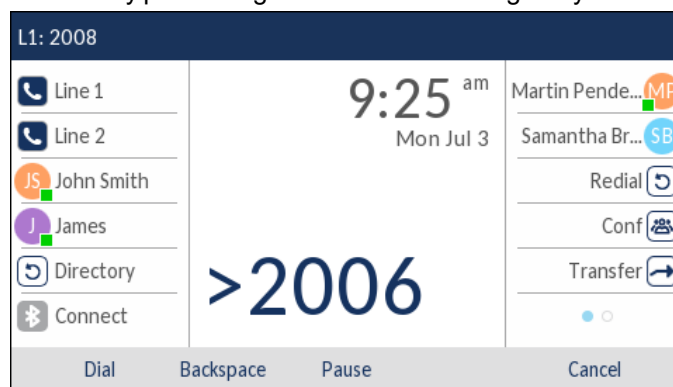 L1: 2008
Line 1
Line 2
JS John Smith
J James
Directory
Connect
9:25 am
Mon Jul 3
>2006
Martin Pende... MP
Samantha Br... SB
Redial
Conf
Transfer
Dial Backspace Pause Cancel